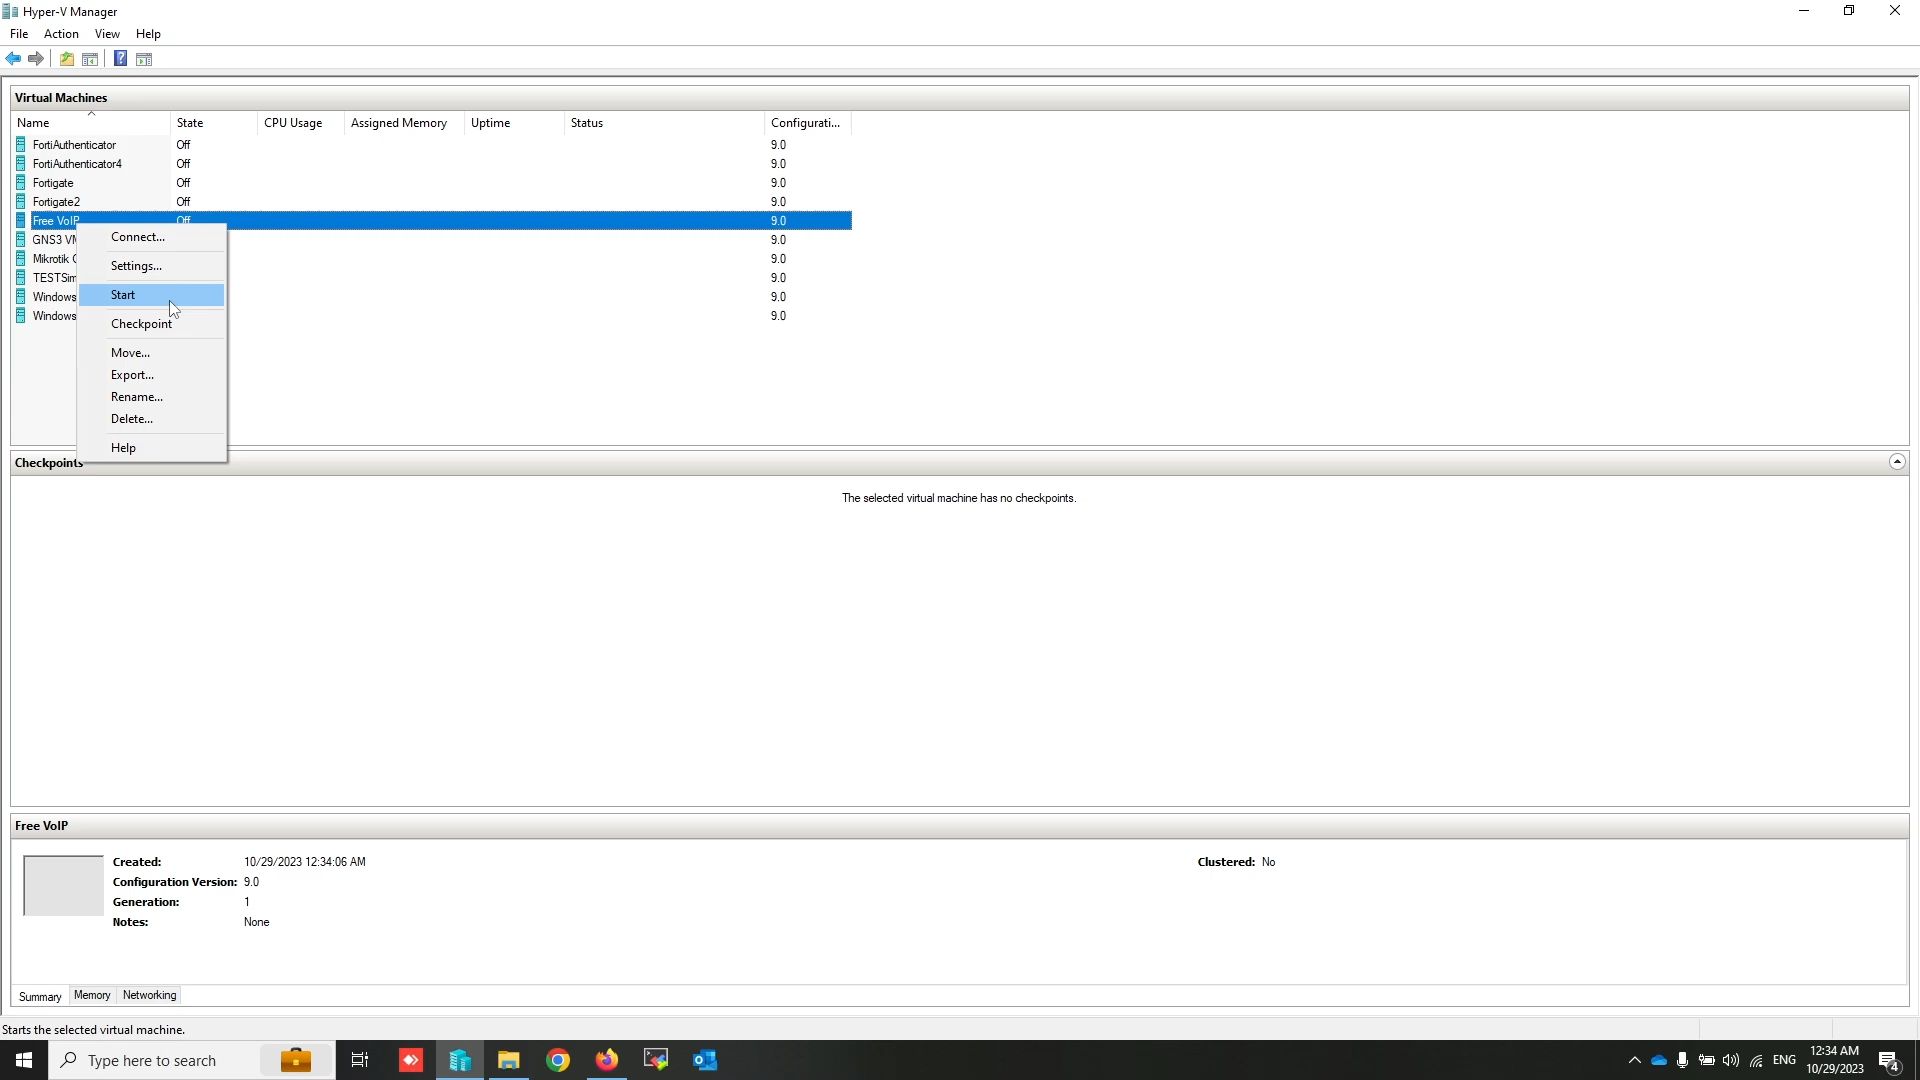 Hyper-V Manager
File Action View Help
Virtual Machines
Name State CPU Usage Assigned Memory Uptime Status Configurati...
FortiAuthenticator Off 9.0
FortiAuthenticator4 Off 9.0
Fortigate Off 9.0
Fortigate2 Off 9.0
Free VoIP Off 9.0
GNS3 VM 9.0
Mikrotik 9.0
TESTSim 9.0
Windows 9.0
Windows 9.0
Connect...
Settings...
Start
Checkpoint
Move...
Export...
Rename...
Delete...
Help
Checkpoints
The selected virtual machine has no checkpoints.
Free VoIP
Created: 10/29/2023 12:34:06 AM Clustered: No
Configuration Version: 9.0
Generation: 1
Notes: None
Summary Memory Networking
Starts the selected virtual machine.
Type here to search
ENG
12:34 AM
10/29/2023
4